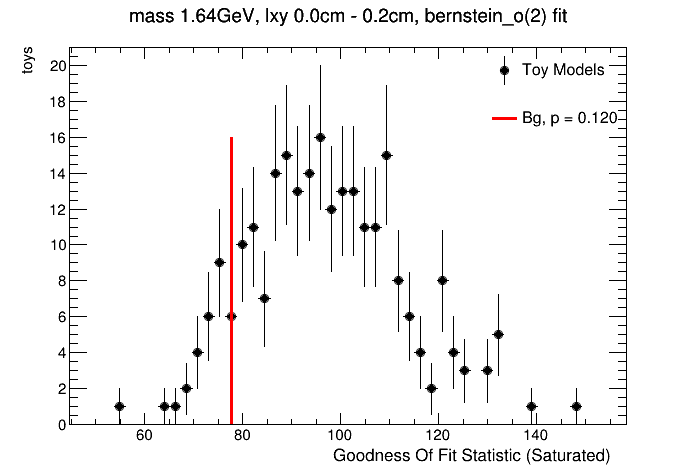 mass 1.64GeV, lxy 0.0cm - 0.2cm, bernstein_o(2) fit
toys
20
18
16
14
12
10
8
6
4
2
0
Toy Models
Bg, p = 0.120
60 80 100 120 140
Goodness Of Fit Statistic (Saturated)